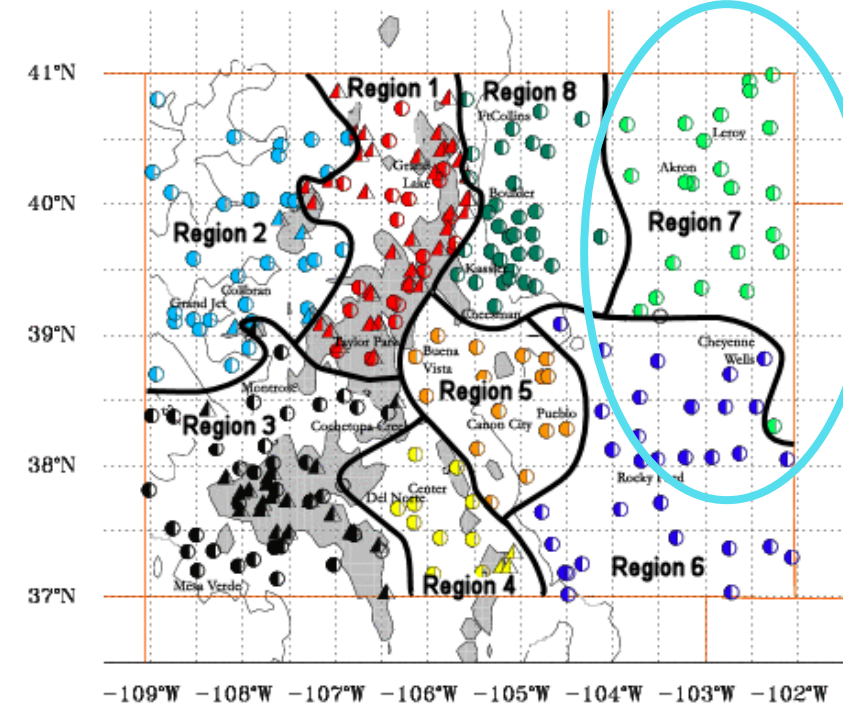 41°N
Region 1
Region 8
FtCollins
Leroy
Grand
Lake
Akron
Boulder
40°N
Region 2
Region 7
Kassler
Collbran
Grand Jct
Cheesman
39°N
Taylor Park
Buena
Vista
Cheyenne
Wells
Montrose
Region 5
Region 3
Cochetopa Creek
Canon City
Pueblo
38°N
Rocky Ford
Del Norte
Center
Region 6
Mesa Verde
Region 4
37°N
-109°W -108°W -107°W -106°W -105°W -104°W -103°W -102°W